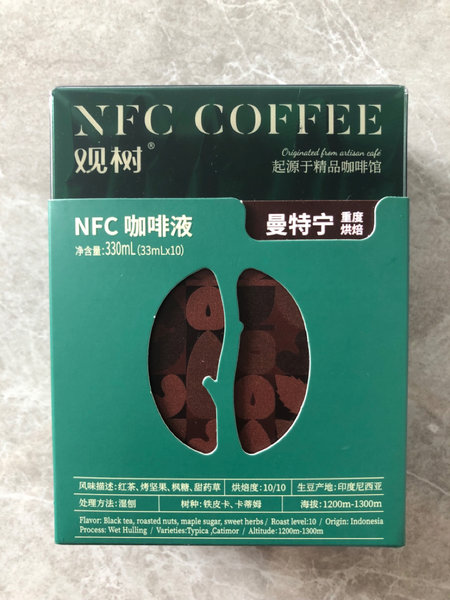 NFC COFFEE
观树®
Originated from artisan café
起源于精品咖啡馆
NFC 咖啡液
净含量:330mL(33mLx10)
曼特宁 重度烘焙
风味描述:红茶、烤坚果、枫糖、甜药草 烘焙度:10/10 生豆产地:印度尼西亚
处理方法:湿刨 树种:铁皮卡、卡蒂姆 海拔:1200m-1300m
Flavor: Black tea, roasted nuts, maple sugar, sweet herbs / Roast level:10 / Origin: Indonesia
Process: Wet Hulling / Varieties:Typica ,Catimor / Altitude:1200m-1300m